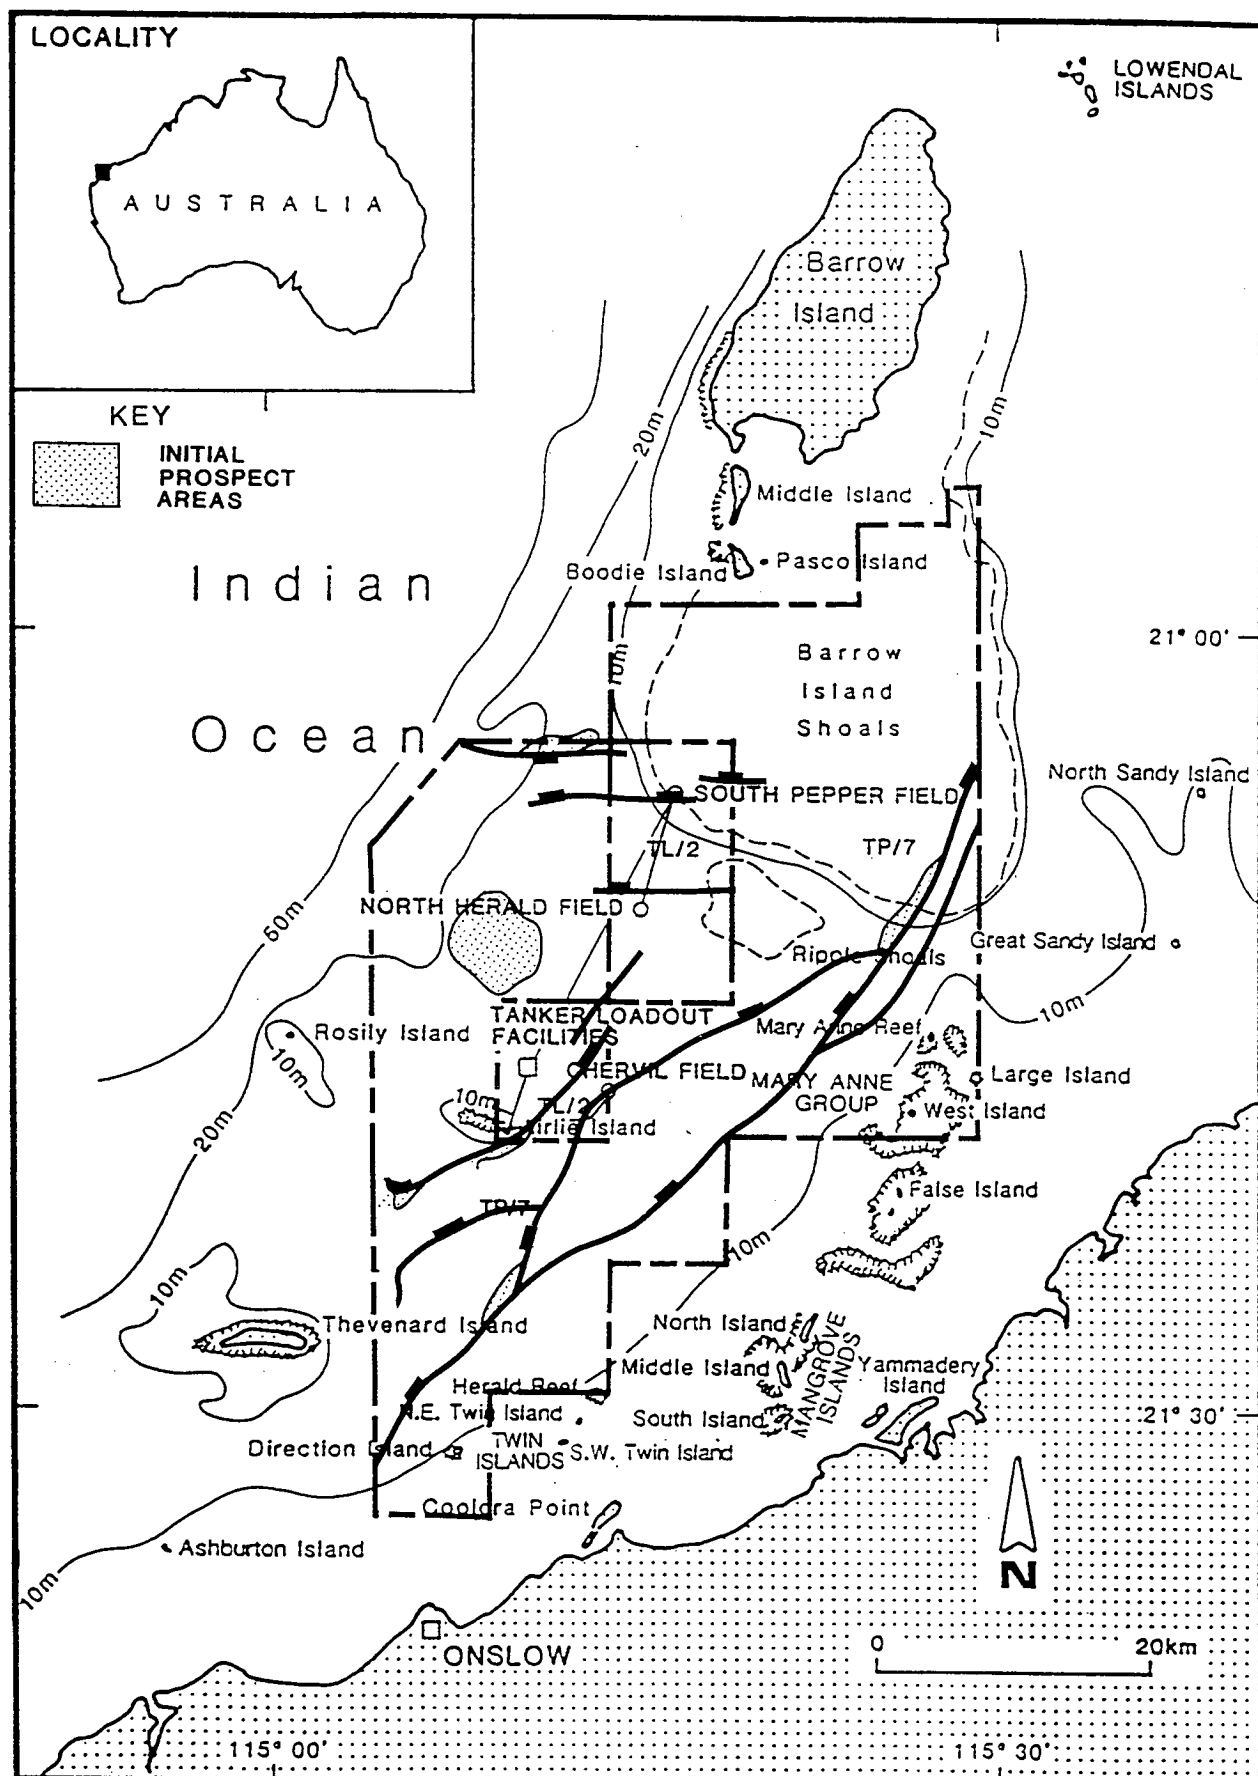 LOCALITY
AUSTRALIA
LOWENDAL
ISLANDS
KEY
INITIAL
PROSPECT
AREAS
Barrow
Island
20m
10m
Middle Island
Boodie Island
Pasco Island
Indian
Ocean
21° 00'
10m
Barrow
Island
Shoals
North Sandy Island
SOUTH PEPPER FIELD
TL/2
TP/7
50m
NORTH HERALD FIELD
Ripple Shoals
Great Sandy Island
10m
Rosily Island
10m
TANKER LOADOUT
FACILITIES
Mary Anne Reef
CHERVIL FIELD
MARY ANNE
GROUP
Large Island
West Island
10m
TL/2
Airlie Island
20m
TP/7
False Island
10m
10m
Thevenard Island
North Island
Middle Island
South Island
MANGROVE
ISLANDS
Yammadery
Island
Herald Reef
N.E. Twin Island
TWIN
ISLANDS
S.W. Twin Island
Direction Island
21° 30'
Coolora Point
Ashburton Island
10m
N
ONSLOW
0 20km
115° 00'
115° 30'